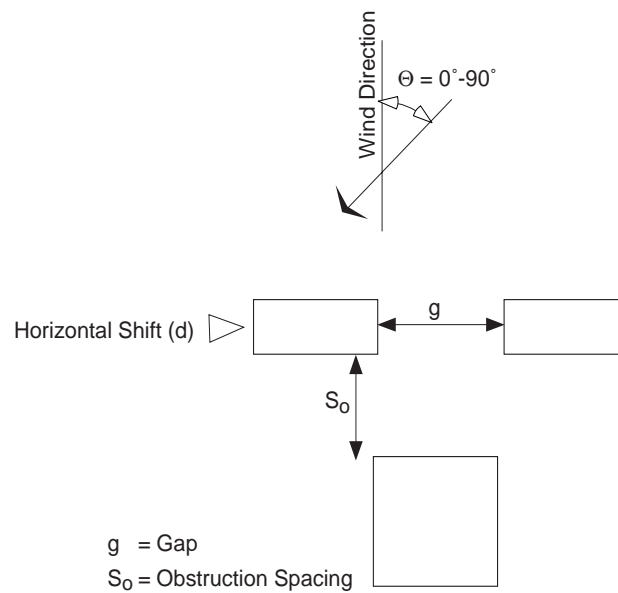 Wind Direction
Θ = 0˚-90˚
Horizontal Shift (d)
g
So
g = Gap
So = Obstruction Spacing